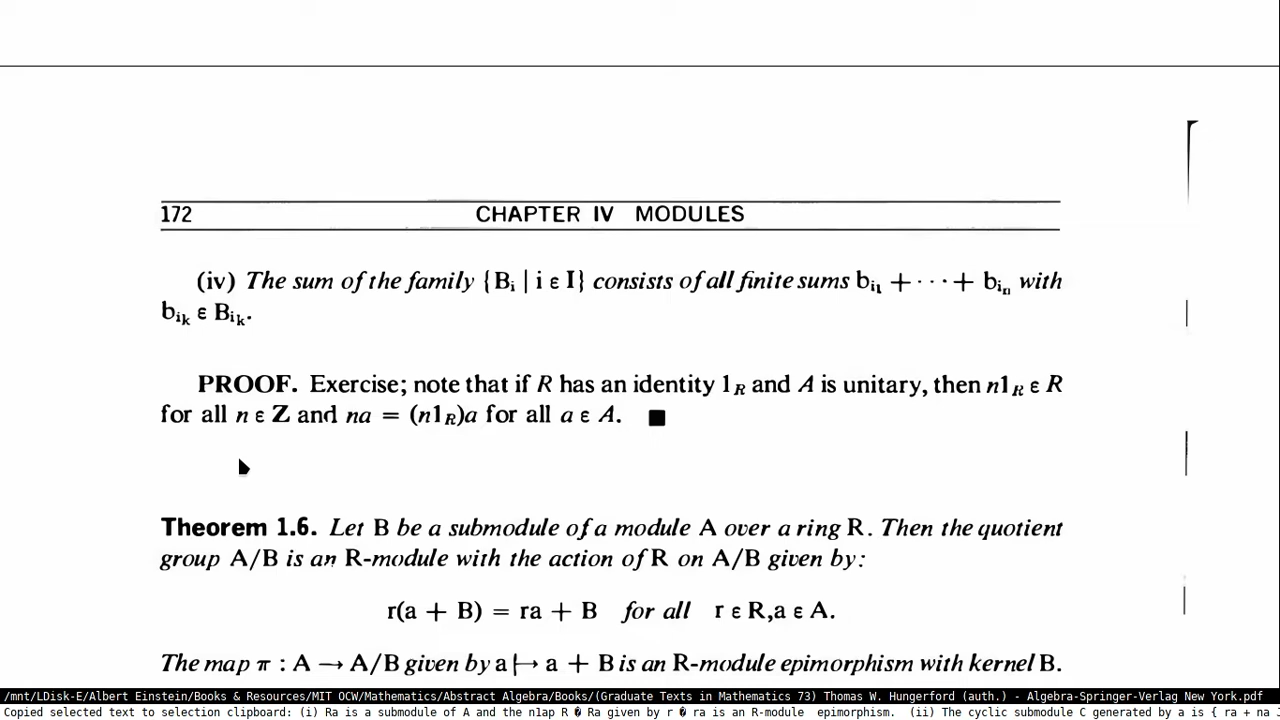 172 CHAPTER IV MODULES
(iv) The sum of the family {Bᵢ | i ε I} consists of all finite sums bᵢ₁ + ··· + bᵢₙ with
bᵢₖ ε Bᵢₖ.
PROOF. Exercise; note that if R has an identity 1_R and A is unitary, then n1_R ε R
for all n ε Z and na = (n1_R)a for all a ε A. ■
Theorem 1.6. Let B be a submodule of a module A over a ring R. Then the quotient
group A/B is an R-module with the action of R on A/B given by:
r(a + B) = ra + B for all r ε R,a ε A.
The map π : A → A/B given by a ↦ a + B is an R-module epimorphism with kernel B.
/mnt/LDisk-E/Albert Einstein/Books & Resources/MIT OCW/Mathematics/Abstract Algebra/Books/(Graduate Texts in Mathematics 73) Thomas W. Hungerford (auth.) - Algebra-Springer-Verlag New York.pdf
Copied selected text to selection clipboard: (i) Ra is a submodule of A and the n1ap R � Ra given by r � ra is an R-module epimorphism. (ii) The cyclic submodule C generated by a is { ra + na